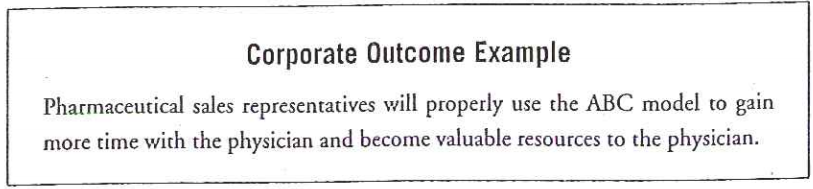 Corporate Outcome Example
Pharmaceutical sales representatives will properly use the ABC model to gain
more time with the physician and become valuable resources to the physician.